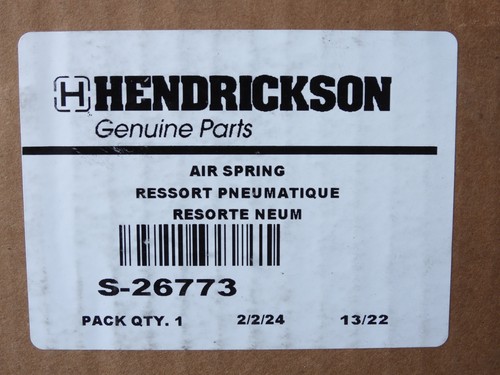 H HENDRICKSON
Genuine Parts
AIR SPRING
RESSORT PNEUMATIQUE
RESORTE NEUM
S-26773
PACK QTY. 1 2/2/24 13/22